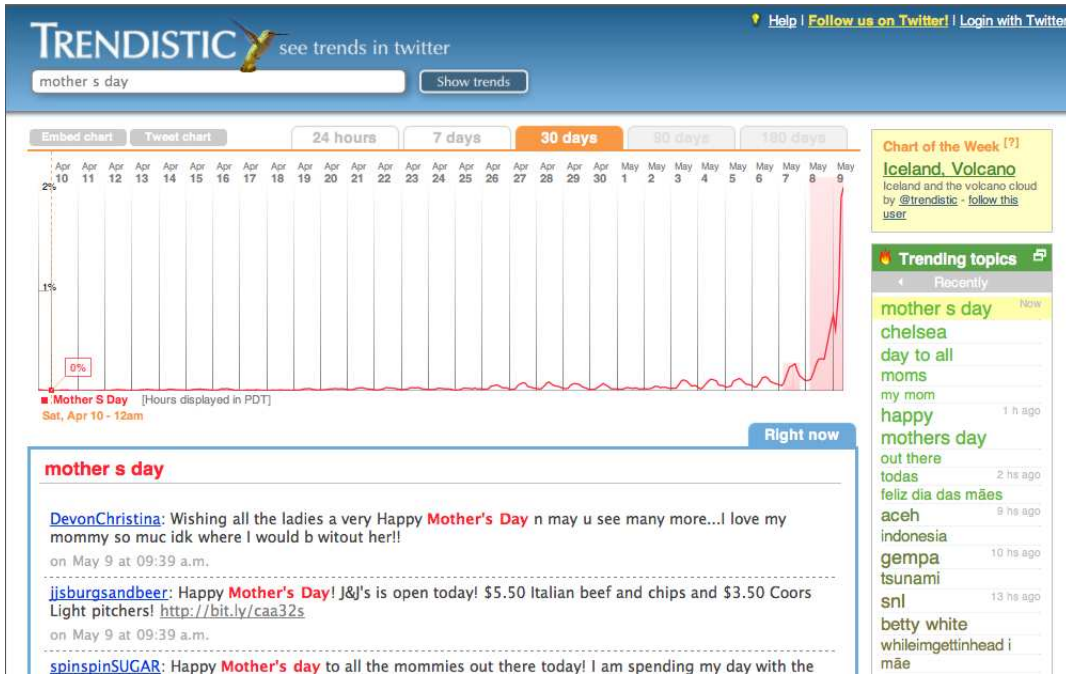 Help | Follow us on Twitter! | Login with Twitter
TRENDISTIC see trends in twitter
mother s day Show trends
Embed chart Tweet chart 24 hours 7 days 30 days 90 days 180 days
Apr Apr Apr Apr Apr Apr Apr Apr Apr Apr Apr Apr Apr Apr Apr Apr Apr Apr Apr Apr Apr May May May May May May May May May
10 11 12 13 14 15 16 17 18 19 20 21 22 23 24 25 26 27 28 29 30 1 2 3 4 5 6 7 8 9
2%
1%
0%
Mother S Day [Hours displayed in PDT]
Sat, Apr 10 - 12am
Right now
mother s day
DevonChristina: Wishing all the ladies a very Happy Mother's Day n may u see many more...I love my
mommy so muc idk where I would b witout her!!
on May 9 at 09:39 a.m.
jjsburgsandbeer: Happy Mother's Day! J&J's is open today! $5.50 Italian beef and chips and $3.50 Coors
Light pitchers! http://bit.ly/caa32s
on May 9 at 09:39 a.m.
spinspinSUGAR: Happy Mother's day to all the mommies out there today! I am spending my day with the
Chart of the Week [?]
Iceland, Volcano
Iceland and the volcano cloud
by @trendistic - follow this
user
Trending topics
Recently
mother s day Now
chelsea
day to all
moms
my mom
happy 1 h ago
mothers day
out there
todas 2 hs ago
feliz dia das mães
aceh 9 hs ago
indonesia
gempa 10 hs ago
tsunami
snl 13 hs ago
betty white
whileimgettinhead i
mãe